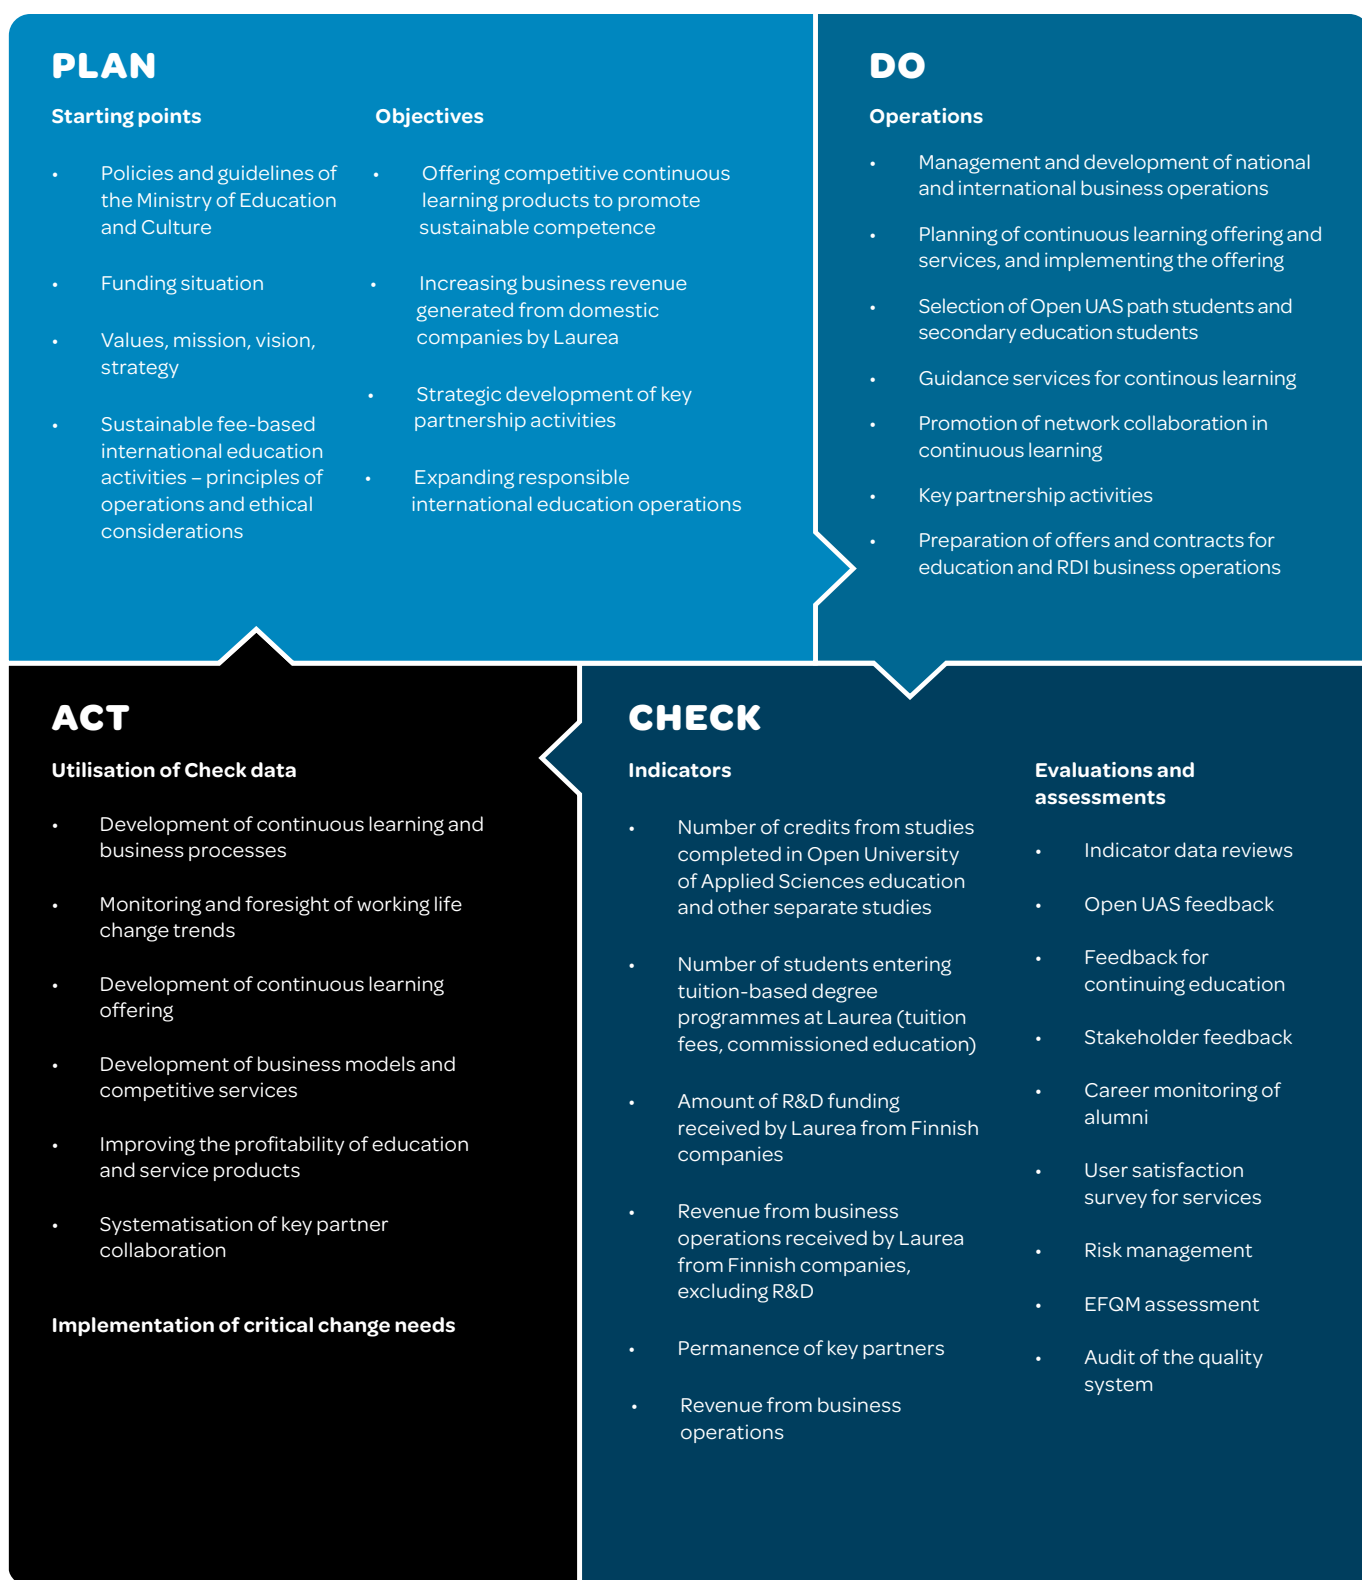 PLAN
Starting points
• Policies and guidelines of
the Ministry of Education
and Culture
• Funding situation
• Values, mission, vision,
strategy
• Sustainable fee-based
international education
activities – principles of
operations and ethical
considerations
Objectives
• Offering competitive continuous
learning products to promote
sustainable competence
• Increasing business revenue
generated from domestic
companies by Laurea
• Strategic development of key
partnership activities
• Expanding responsible
international education operations
DO
Operations
• Management and development of national
and international business operations
• Planning of continuous learning offering and
services, and implementing the offering
• Selection of Open UAS path students and
secondary education students
• Guidance services for continous learning
• Promotion of network collaboration in
continuous learning
• Key partnership activities
• Preparation of offers and contracts for
education and RDI business operations
ACT
Utilisation of Check data
• Development of continuous learning and
business processes
• Monitoring and foresight of working life
change trends
• Development of continuous learning
offering
• Development of business models and
competitive services
• Improving the profitability of education
and service products
• Systematisation of key partner
collaboration
Implementation of critical change needs
CHECK
Indicators
• Number of credits from studies
completed in Open University
of Applied Sciences education
and other separate studies
• Number of students entering
tuition-based degree
programmes at Laurea (tuition
fees, commissioned education)
• Amount of R&D funding
received by Laurea from Finnish
companies
• Revenue from business
operations received by Laurea
from Finnish companies,
excluding R&D
• Permanence of key partners
• Revenue from business
operations
Evaluations and
assessments
• Indicator data reviews
• Open UAS feedback
• Feedback for
continuing education
• Stakeholder feedback
• Career monitoring of
alumni
• User satisfaction
survey for services
• Risk management
• EFQM assessment
• Audit of the quality
system